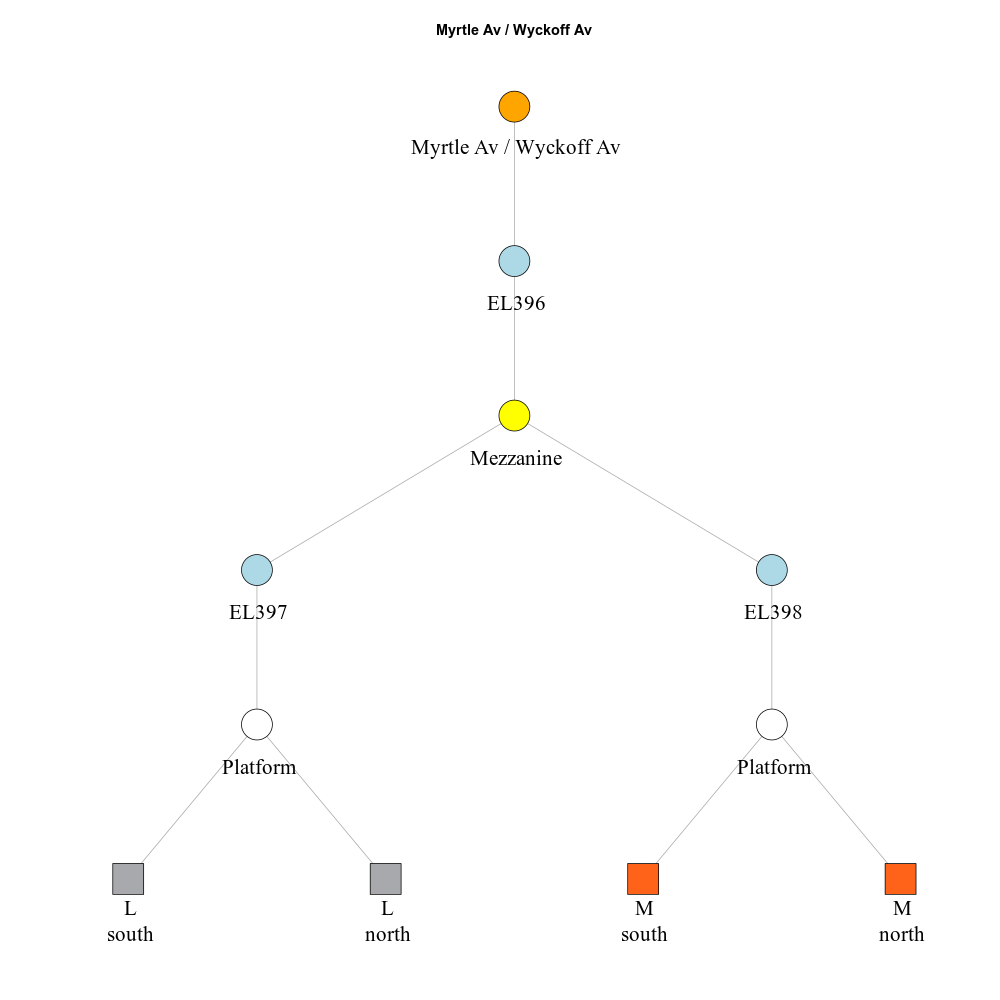 Myrtle Av / Wyckoff Av
Myrtle Av / Wyckoff Av
EL396
Mezzanine
EL397
EL398
Platform
Platform
L
south
L
north
M
south
M
north